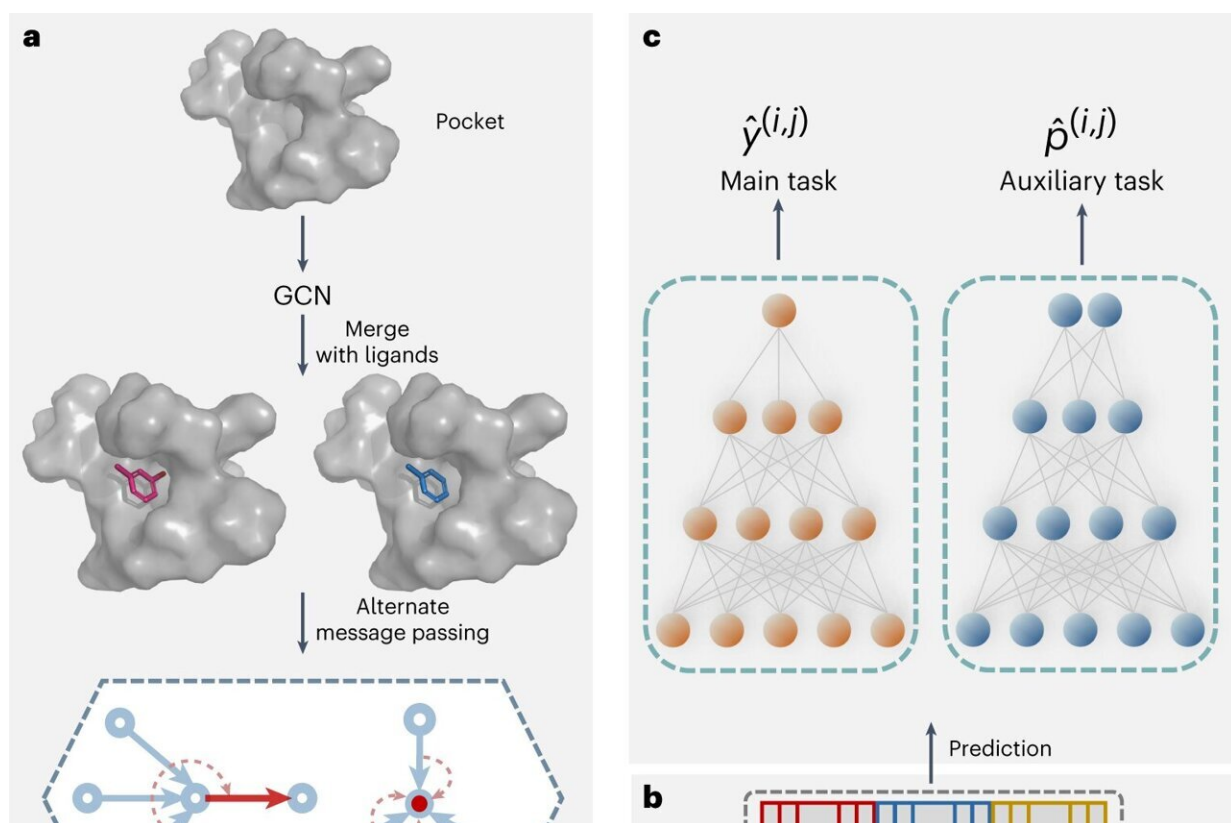 a
Pocket
GCN
Merge
with ligands
Alternate
message passing
c
ŷ(i,j)
Main task
p̂(i,j)
Auxiliary task
Prediction
b